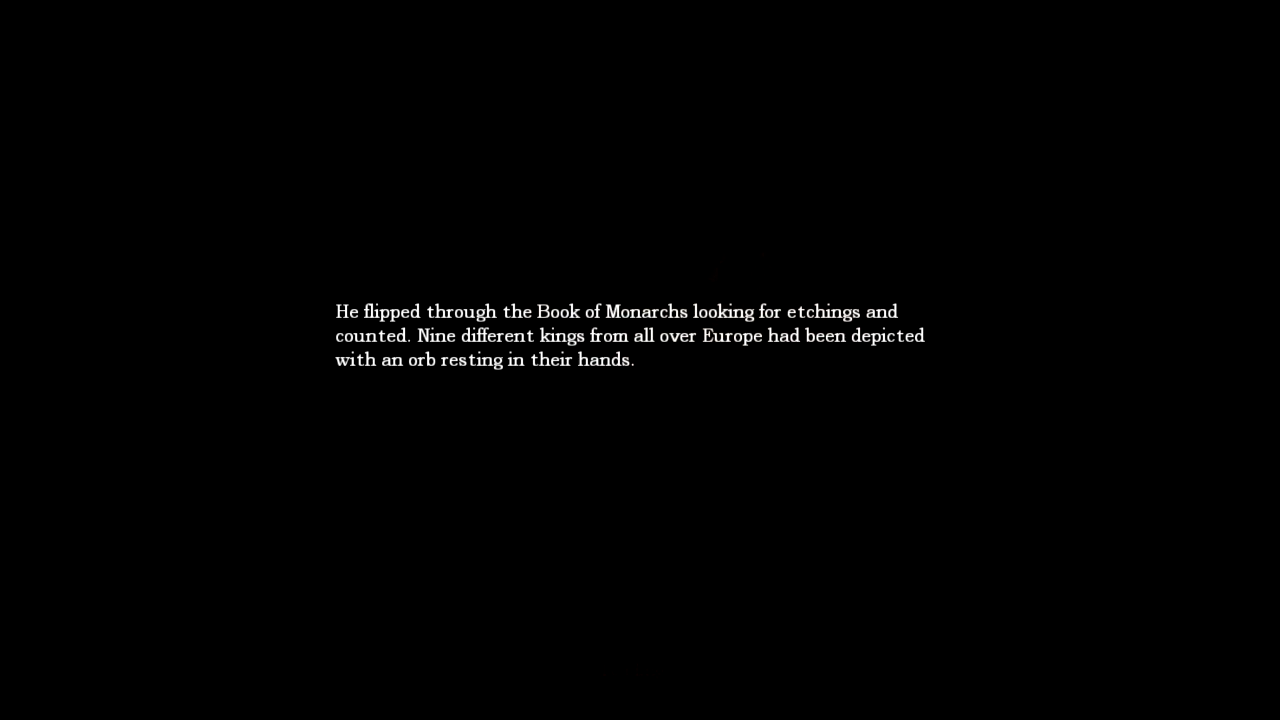 He flipped through the Book of Monarchs looking for etchings and
counted. Nine different kings from all over Europe had been depicted
with an orb resting in their hands.